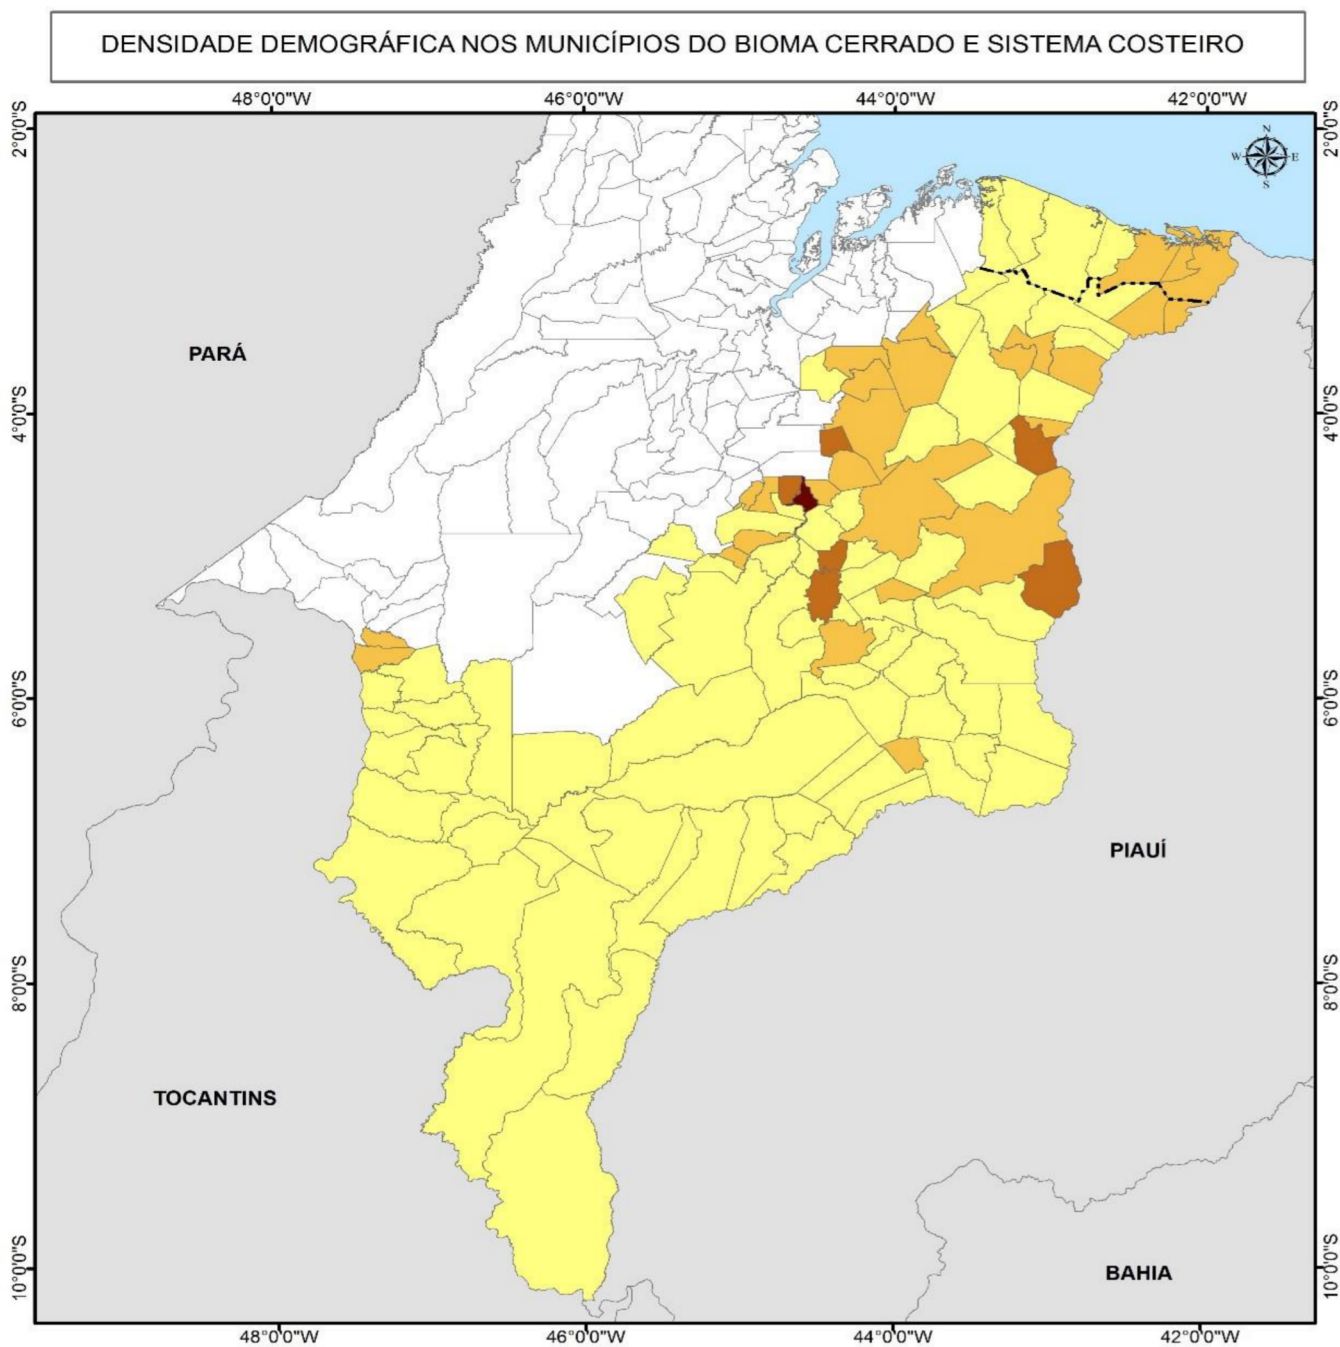 DENSIDADE DEMOGRÁFICA NOS MUNICÍPIOS DO BIOMA CERRADO E SISTEMA COSTEIRO
48°0'0"W 46°0'0"W 44°0'0"W 42°0'0"W
2°0'0"S 2°0'0"S
N
W E
S
PARÁ
4°0'0"S 4°0'0"S
6°0'0"S 6°0'0"S
PIAUÍ
8°0'0"S 8°0'0"S
TOCANTINS
10°0'0"S 10°0'0"S
BAHIA
48°0'0"W 46°0'0"W 44°0'0"W 42°0'0"W